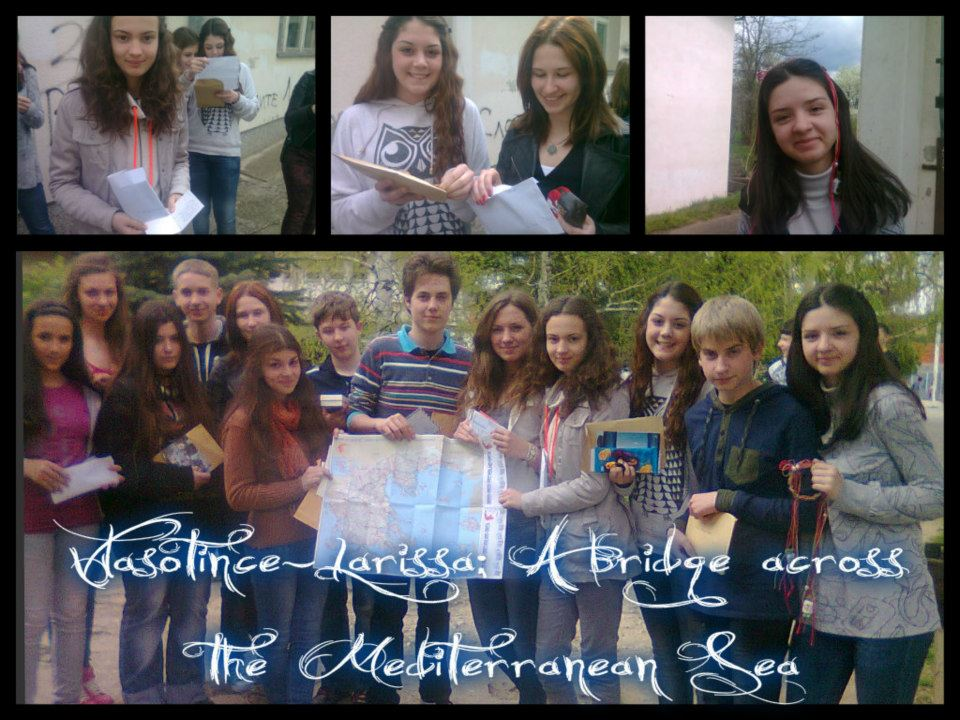 Vlasotince-Larissa: A bridge across
the Mediterranean Sea